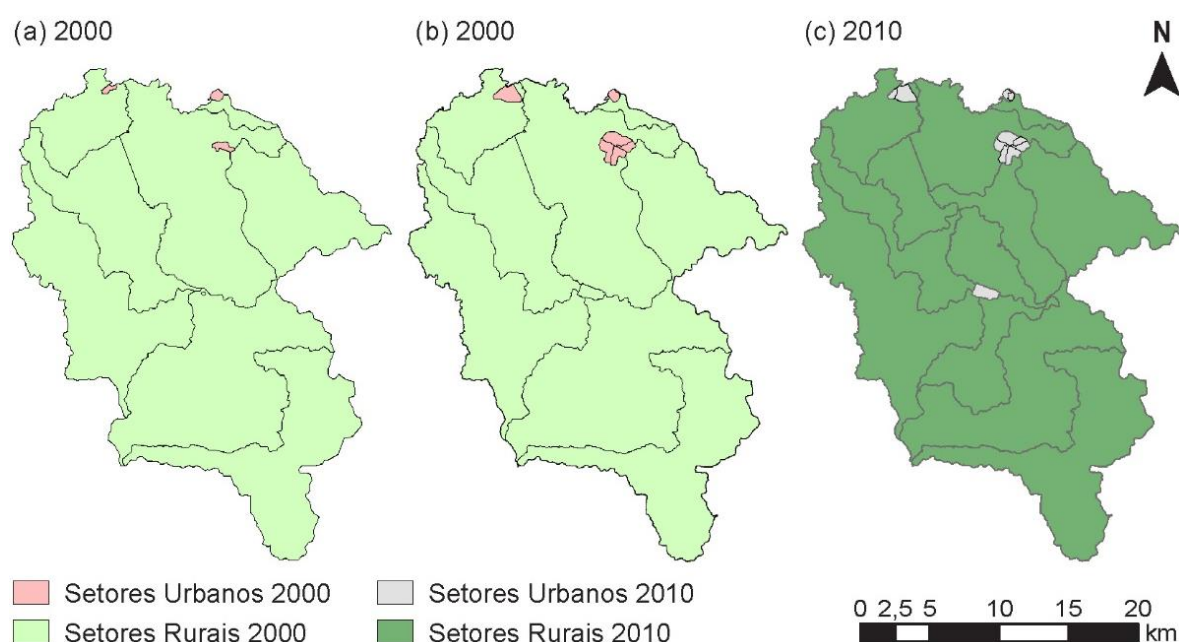 (a) 2000
(b) 2000
(c) 2010
N
Setores Urbanos 2000
Setores Rurais 2000
Setores Urbanos 2010
Setores Rurais 2010
0 2,5 5 10 15 20
km